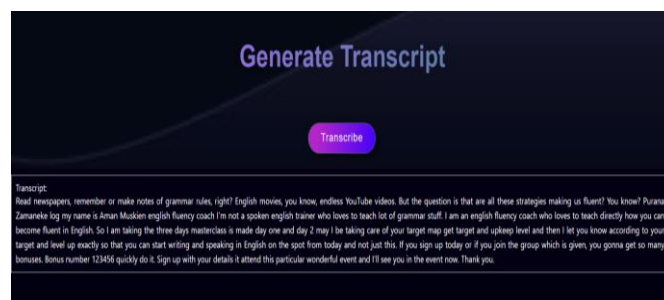 Generate Transcript
Transcribe
Transcript:
Read newspapers, remember or make notes of grammar rules, right? English movies, you know, endless YouTube videos. But the question is that are all these strategies making us fluent? You know? Purana
Zamaneke log my name is Aman Muskien english fluency coach I'm not a spoken english trainer who loves to teach lot of grammar stuff. I am an english fluency coach who loves to teach directly how you can
become fluent in English. So I am taking the three days masterclass is made day one and day 2 may I be taking care of your target map get target and upkeep level and then I let you know according to your
target and level up exactly so that you can start writing and speaking in English on the spot from today and not just this. If you sign up today or if you join the group which is given, you gonna get so many
bonuses. Bonus number 123456 quickly do it. Sign up with your details it attend this particular wonderful event and I'll see you in the event now. Thank you.